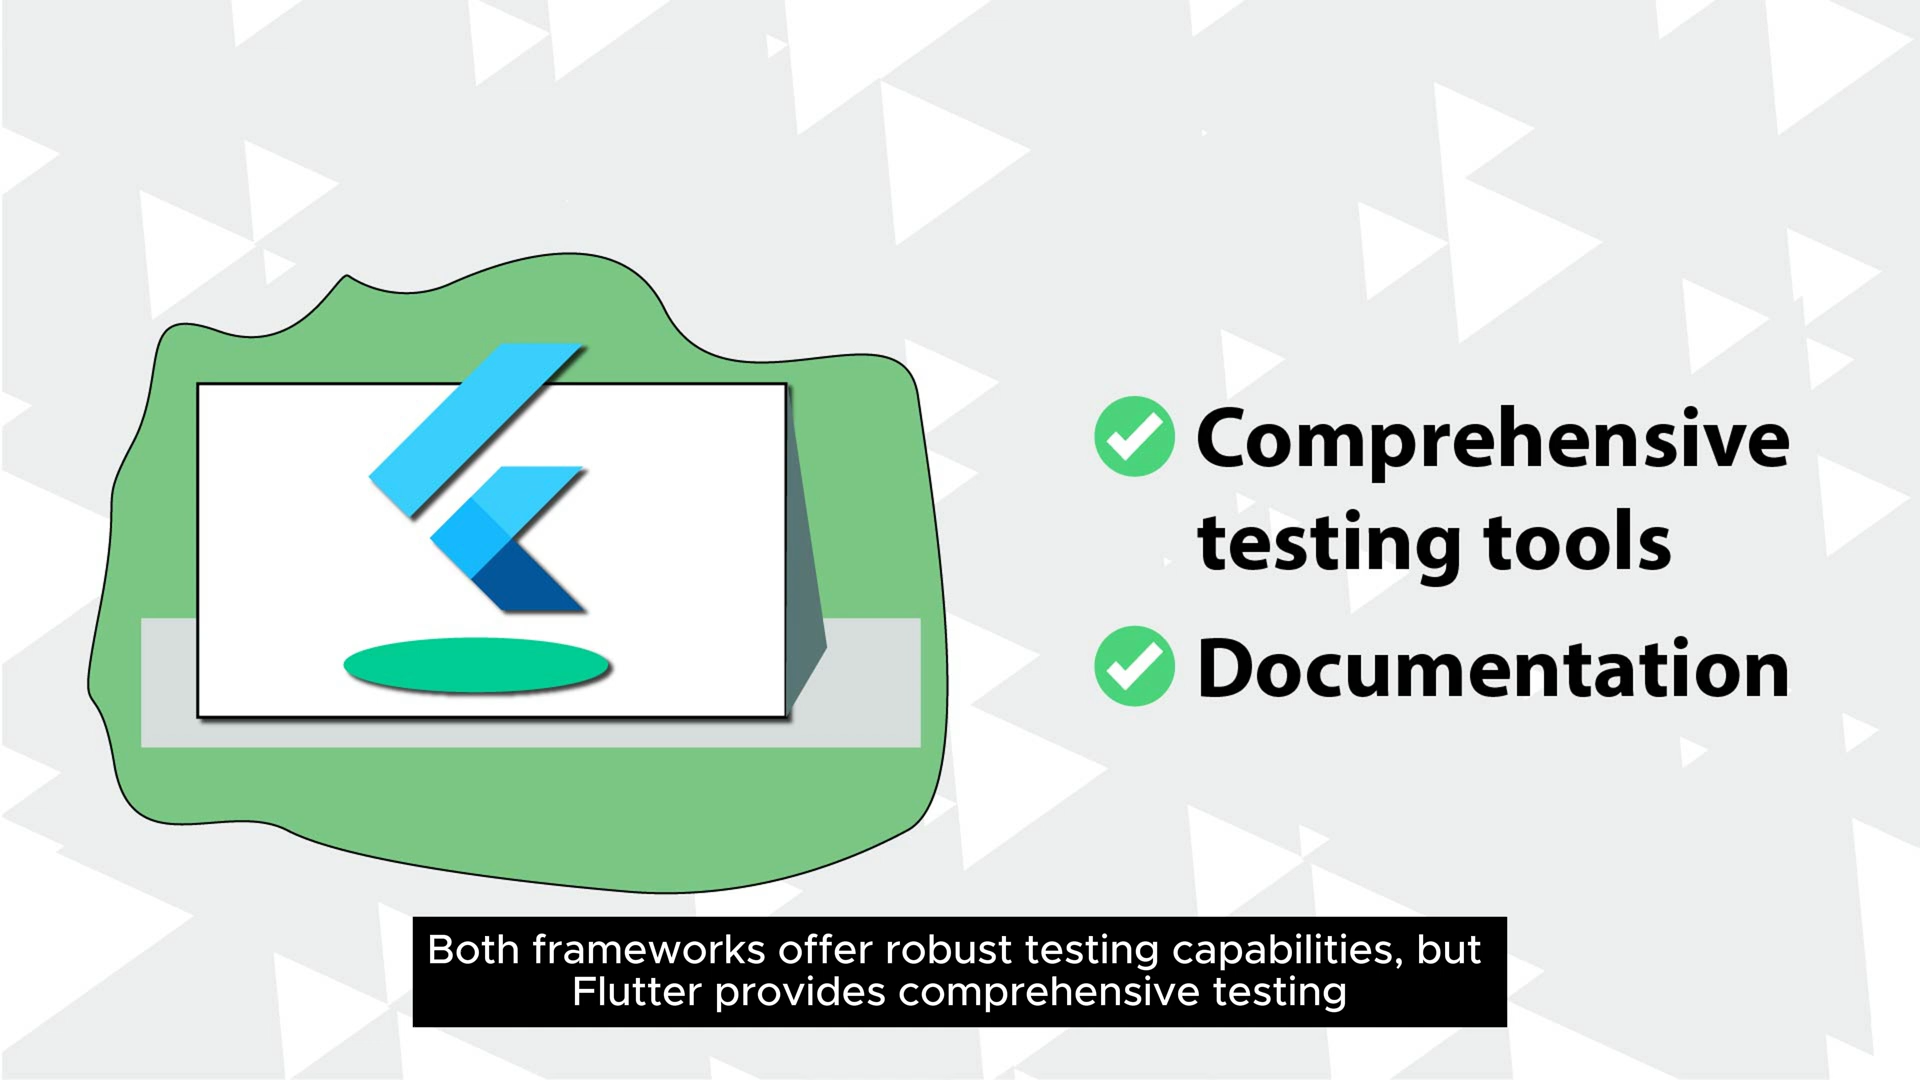 Comprehensive
testing tools
Documentation
Both frameworks offer robust testing capabilities, but
Flutter provides comprehensive testing